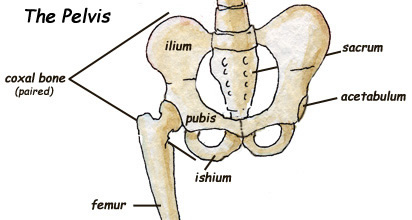 The Pelvis
ilium
sacrum
coxal bone
(paired)
acetabulum
pubis
ishium
femur